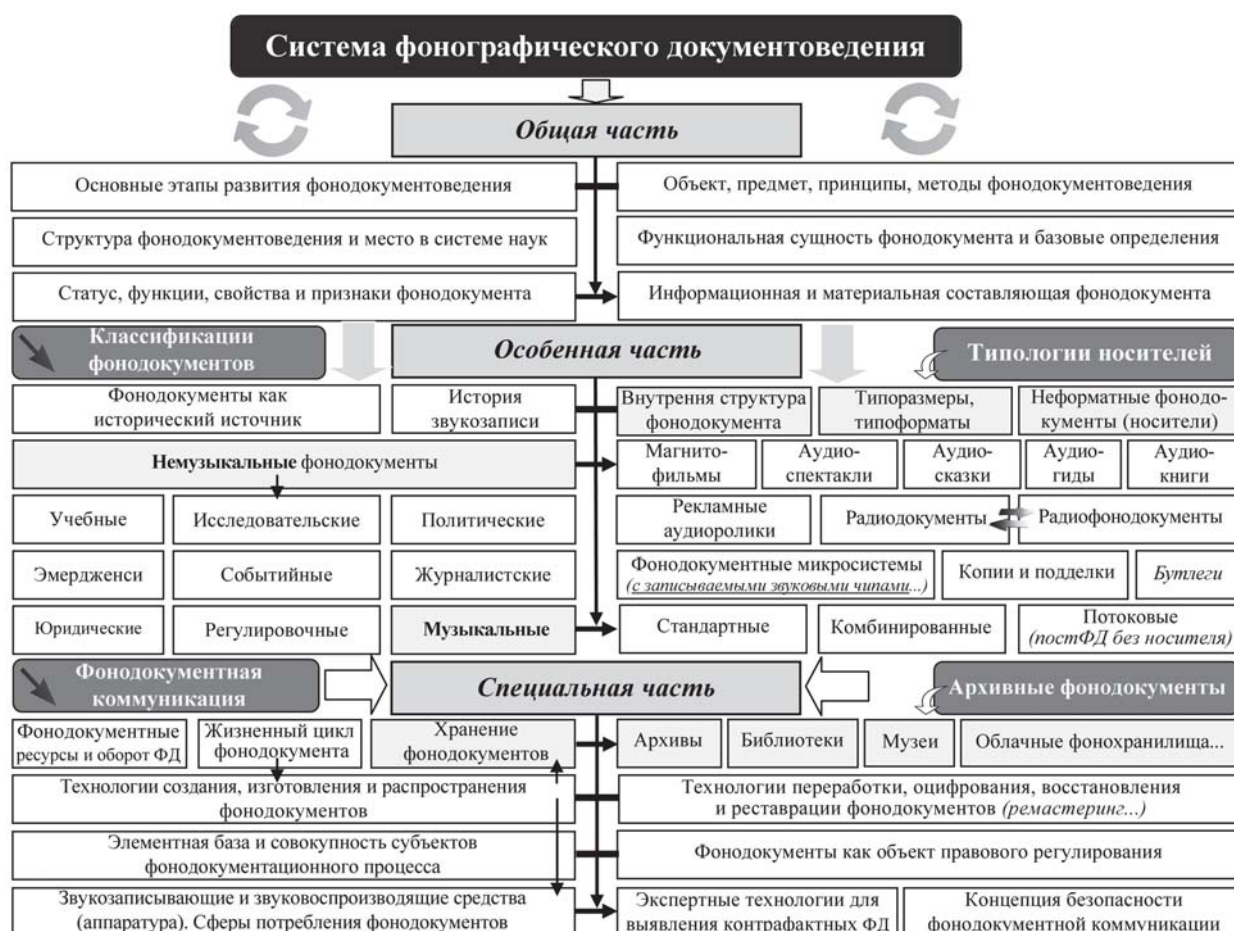 Система фонографического документоведения
Общая часть
Основные этапы развития фонодокументоведения
Объект, предмет, принципы, методы фонодокументоведения
Структура фонодокументоведения и место в системе наук
Функциональная сущность фонодокумента и базовые определения
Статус, функции, свойства и признаки фонодокумента
Информационная и материальная составляющая фонодокумента
Классификации
фонодокументов
Особенная часть
Типологии носителей
Фонодокументы как
исторический источник
История
звукозаписи
Внутрення структура
фонодокумента
Типоразмеры,
типоформаты
Неформатные фонодо-
кументы (носители)
Немузыкальные фонодокументы
Магнито-
фильмы
Аудио-
спектакли
Аудио-
сказки
Аудио-
гиды
Аудио-
книги
Учебные
Исследовательские
Политические
Рекламные
аудиоролики
Радиодокументы
Радиофонодокументы
Эмердженси
Событийные
Журналистские
Фонодокументные микросистемы
(с записываемыми звуковыми чипами...)
Копии и подделки
Бутлеги
Юридические
Регулировочные
Музыкальные
Стандартные
Комбинированные
Потоковые
(постФД без носителя)
Фонодокументная
коммуникация
Специальная часть
Архивные фонодокументы
Фонодокументные
ресурсы и оборот ФД
Жизненный цикл
фонодокумента
Хранение
фонодокументов
Архивы
Библиотеки
Музеи
Облачные фонохранилища...
Технологии создания, изготовления и распространения
фонодокументов
Технологии переработки, оцифрования, восстановления
и реставрации фонодокументов (ремастеринг...)
Элементная база и совокупность субъектов
фонодокументационного процесса
Фонодокументы как объект правового регулирования
Звукозаписывающие и звуковоспроизводящие средства
(аппаратура). Сферы потребления фонодокументов
Экспертные технологии для
выявления контрафактных ФД
Концепция безопасности
фонодокументной коммуникации